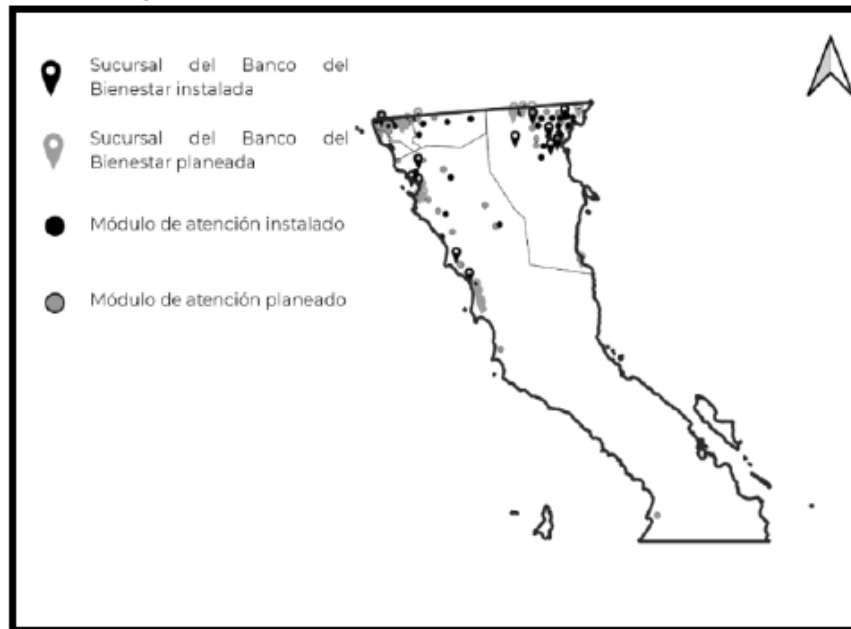 Sucursal del Banco del
Bienestar instalada
Sucursal del Banco del
Bienestar planeada
Módulo de atención instalado
Módulo de atención planeado